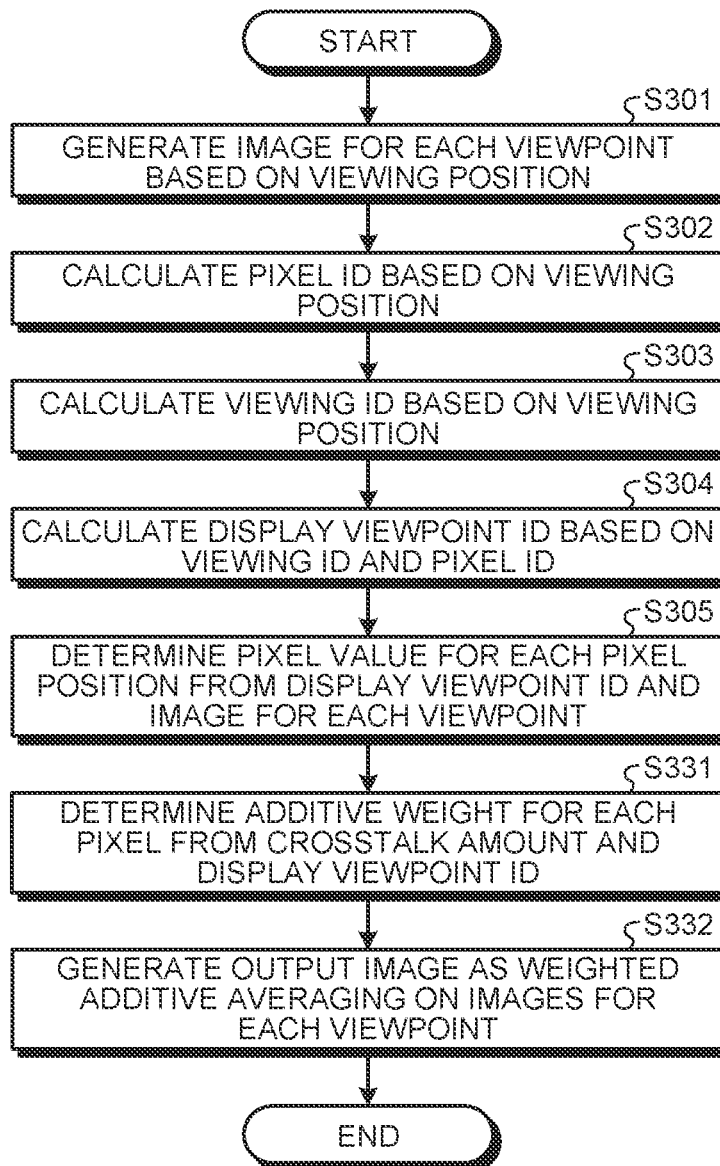 START
S301
GENERATE IMAGE FOR EACH VIEWPOINT
BASED ON VIEWING POSITION
S302
CALCULATE PIXEL ID BASED ON VIEWING
POSITION
S303
CALCULATE VIEWING ID BASED ON VIEWING
POSITION
S304
CALCULATE DISPLAY VIEWPOINT ID BASED ON
VIEWING ID AND PIXEL ID
S305
DETERMINE PIXEL VALUE FOR EACH PIXEL
POSITION FROM DISPLAY VIEWPOINT ID AND
IMAGE FOR EACH VIEWPOINT
S331
DETERMINE ADDITIVE WEIGHT FOR EACH
PIXEL FROM CROSSTALK AMOUNT AND
DISPLAY VIEWPOINT ID
S332
GENERATE OUTPUT IMAGE AS WEIGHTED
ADDITIVE AVERAGING ON IMAGES FOR
EACH VIEWPOINT
END